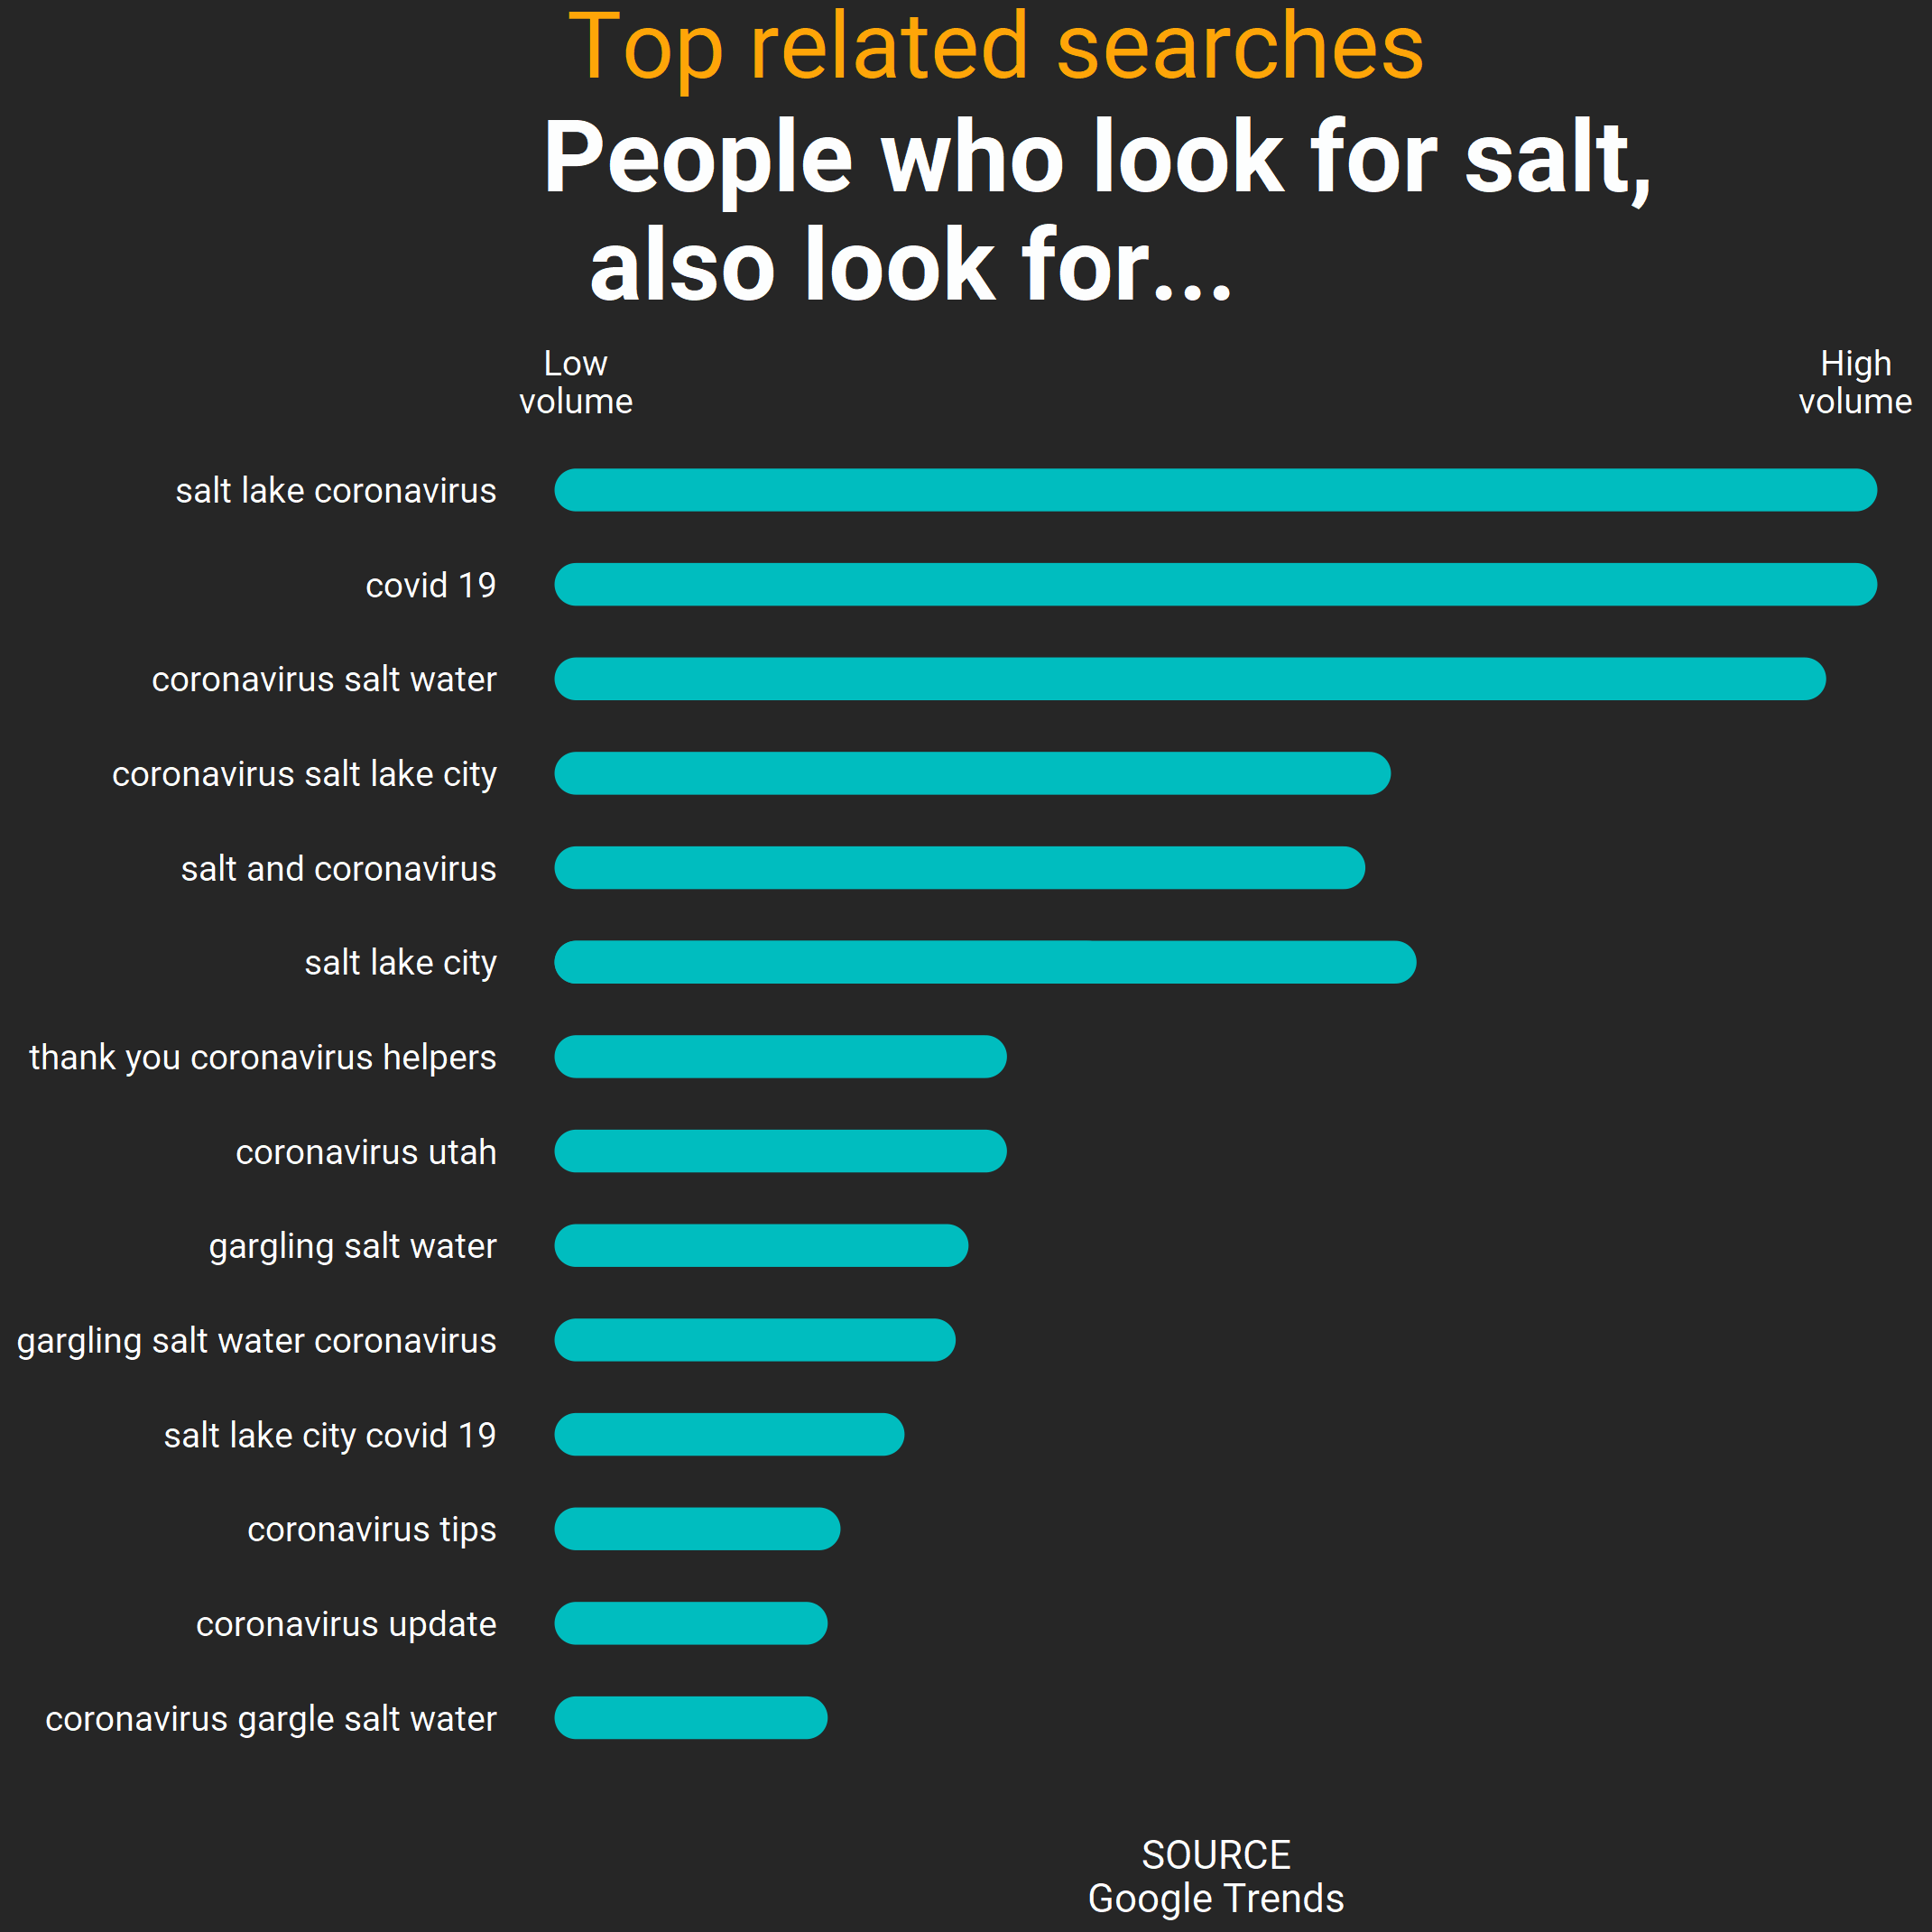 Top related searches
People who look for salt,
also look for...
Low
volume
High
volume
salt lake coronavirus
covid 19
coronavirus salt water
coronavirus salt lake city
salt and coronavirus
salt lake city
thank you coronavirus helpers
coronavirus utah
gargling salt water
gargling salt water coronavirus
salt lake city covid 19
coronavirus tips
coronavirus update
coronavirus gargle salt water
SOURCE
Google Trends